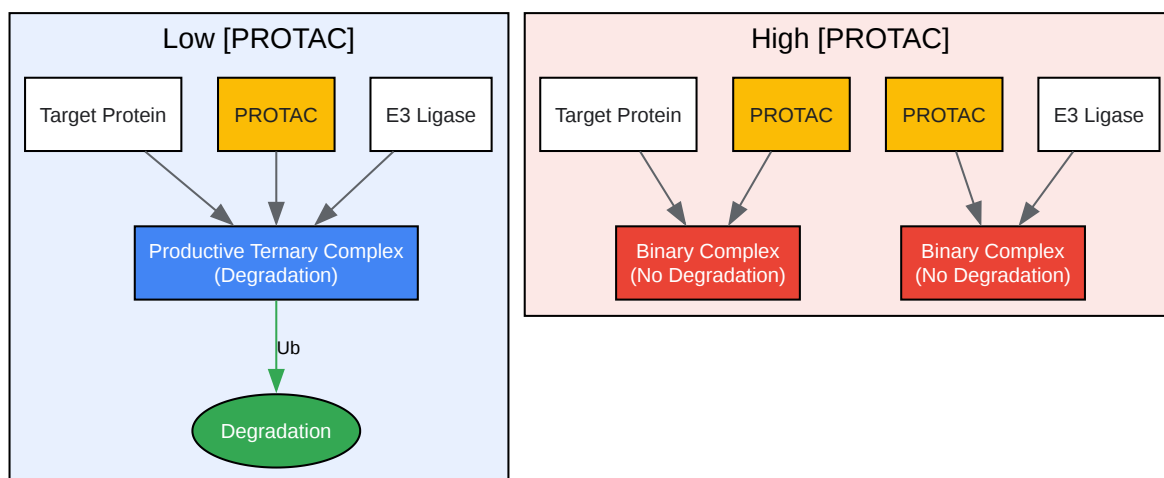 Low [PROTAC]
Target Protein
PROTAC
E3 Ligase
Productive Ternary Complex
(Degradation)
Ub
Degradation
High [PROTAC]
Target Protein
PROTAC
PROTAC
E3 Ligase
Binary Complex
(No Degradation)
Binary Complex
(No Degradation)